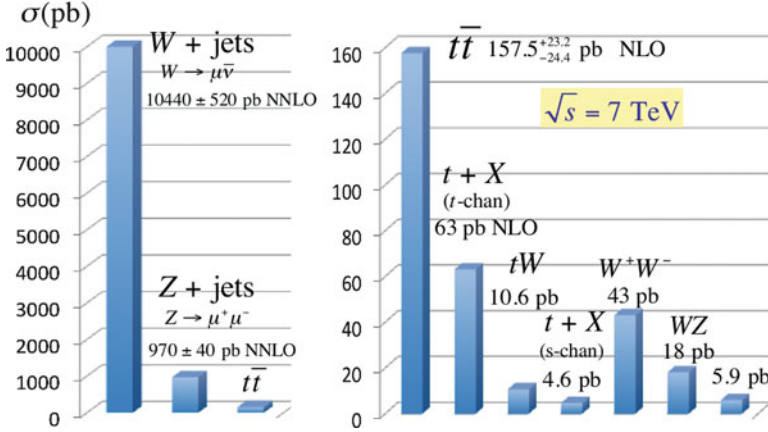 σ(pb)
10000
9000
8000
7000
6000
5000
4000
3000
2000
1000
0
W + jets
W → μν̅
10440 ± 520 pb NNLO
Z + jets
Z → μ⁺μ⁻
970 ± 40 pb NNLO
tt̅
160
140
120
100
80
60
40
20
0
tt̅ 157.5 +23.2 −24.4 pb NLO
√s = 7 TeV
t + X
(t-chan)
63 pb NLO
tW
10.6 pb
t + X
(s-chan)
4.6 pb
W⁺W⁻
43 pb
WZ
18 pb
5.9 pb